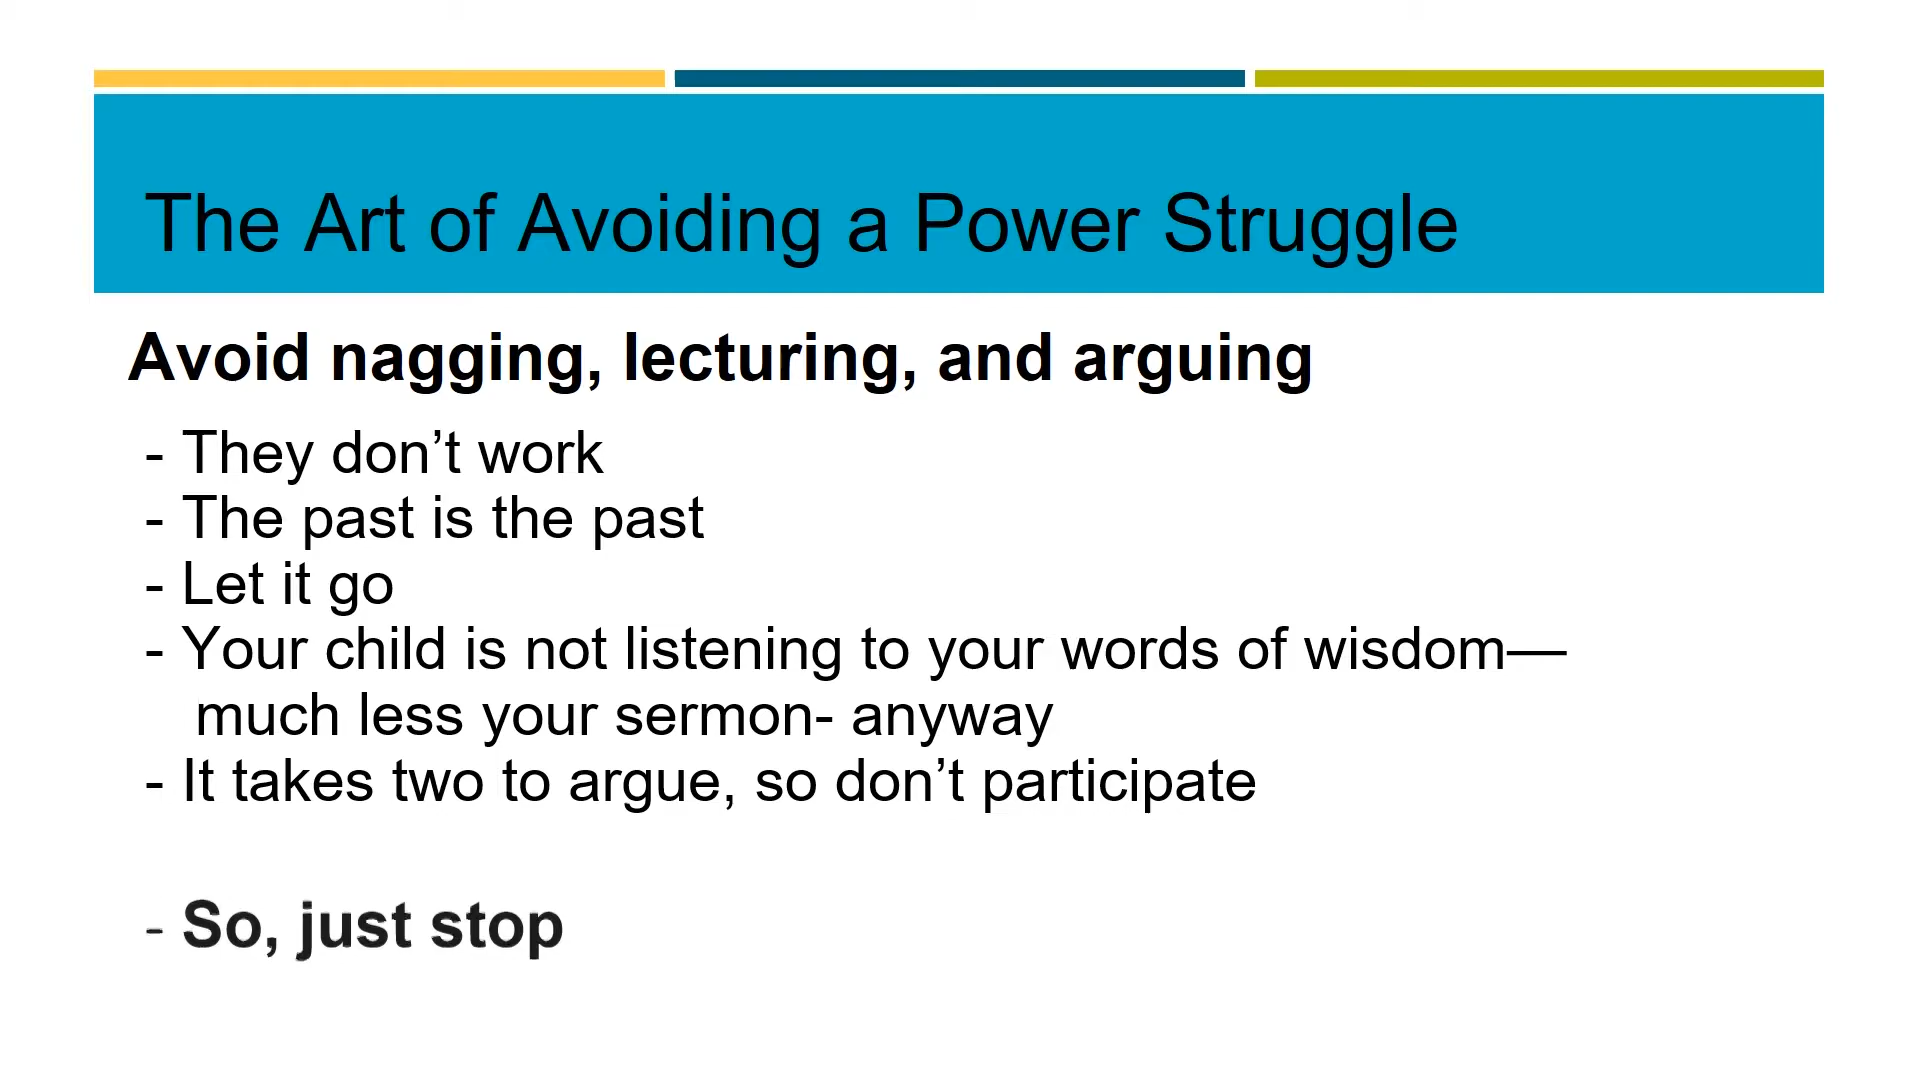 The Art of Avoiding a Power Struggle
Avoid nagging, lecturing, and arguing
- They don’t work
- The past is the past
- Let it go
- Your child is not listening to your words of wisdom—
much less your sermon- anyway
- It takes two to argue, so don’t participate
- So, just stop